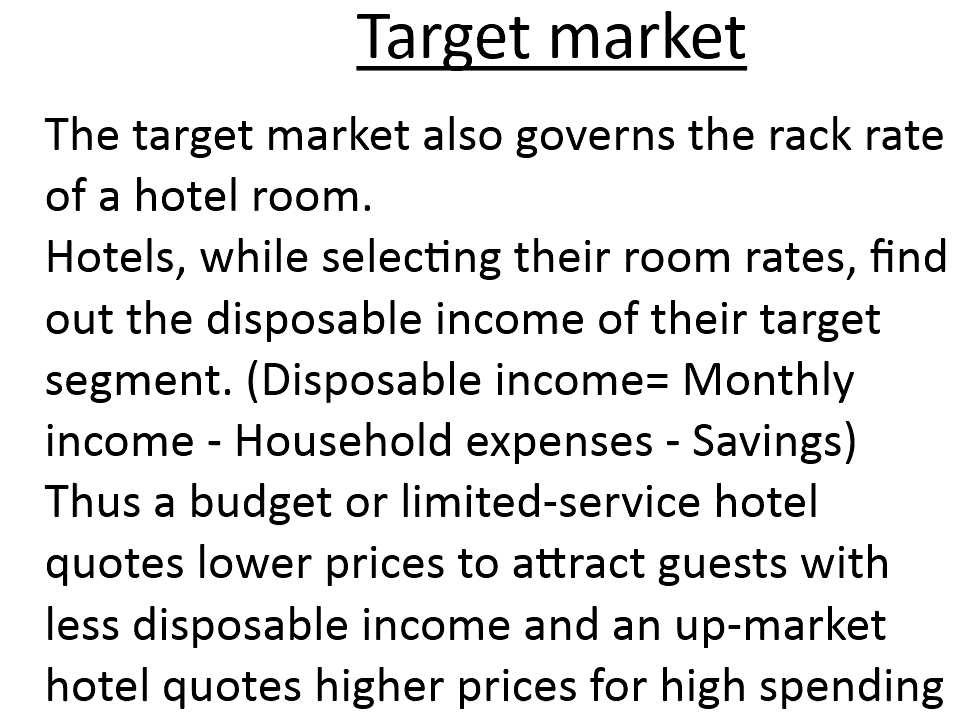 Target market
The target market also governs the rack rate
of a hotel room.
Hotels, while selecting their room rates, find
out the disposable income of their target
segment. (Disposable income= Monthly
income - Household expenses - Savings)
Thus a budget or limited-service hotel
quotes lower prices to attract guests with
less disposable income and an up-market
hotel quotes higher prices for high spending